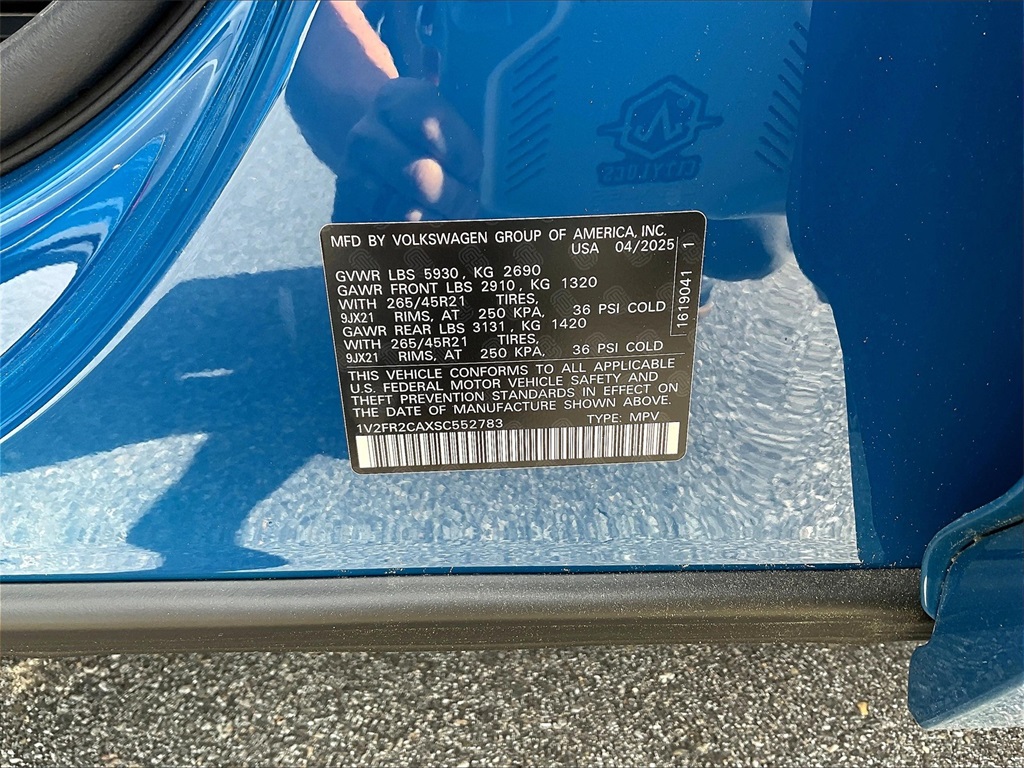 MFD BY VOLKSWAGEN GROUP OF AMERICA, INC.
USA 04/2025
GVWR LBS 5930, KG 2690
GAWR FRONT LBS 2910, KG 1320
WITH 265/45R21 TIRES,
9JX21 RIMS, AT 250 KPA, 36 PSI COLD
GAWR REAR LBS 3131, KG 1420
WITH 265/45R21 TIRES,
9JX21 RIMS, AT 250 KPA, 36 PSI COLD
1619041 1
THIS VEHICLE CONFORMS TO ALL APPLICABLE
U.S. FEDERAL MOTOR VEHICLE SAFETY AND
THEFT PREVENTION STANDARDS IN EFFECT ON
THE DATE OF MANUFACTURE SHOWN ABOVE.
1V2FR2CAXSC552783 TYPE: MPV